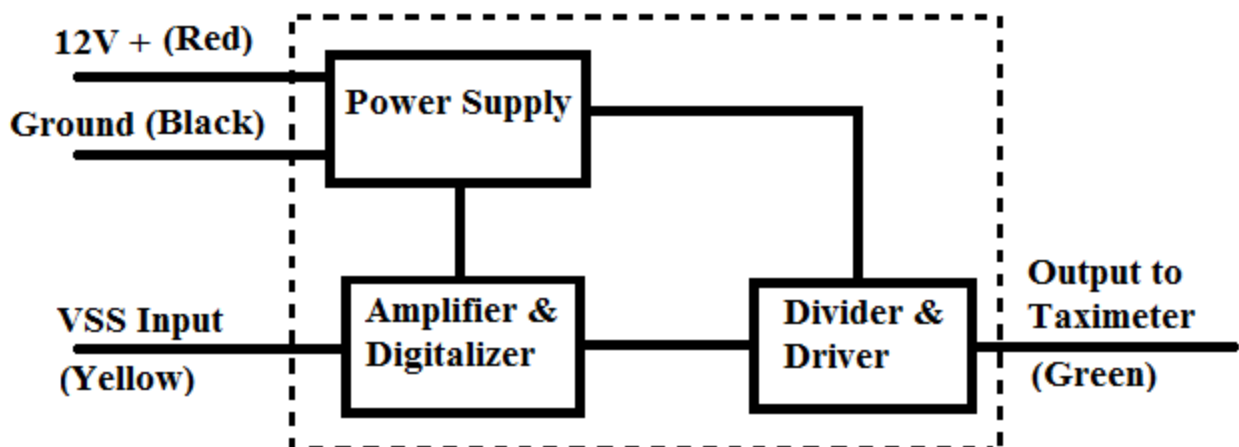 12V + (Red)
Ground (Black)
Power Supply
VSS Input
(Yellow)
Amplifier &
Digitalizer
Divider &
Driver
Output to
Taximeter
(Green)